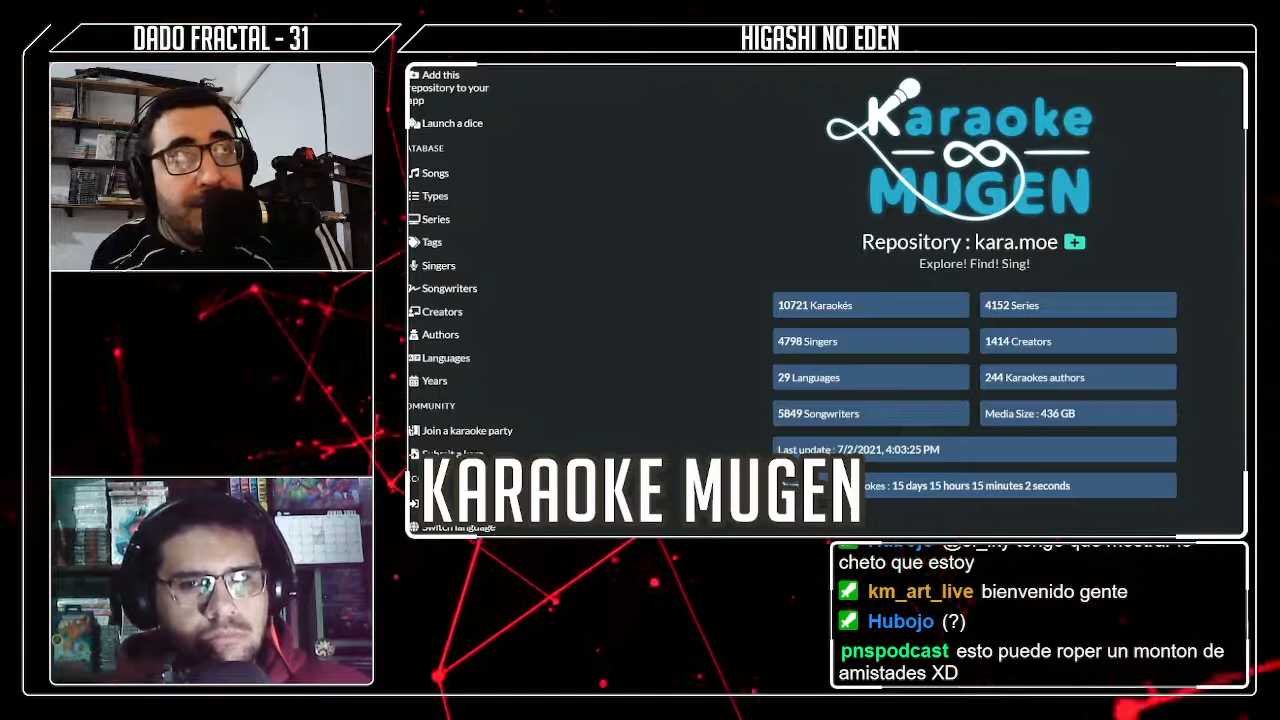 DADO FRACTAL - 31
HIGASHI NO EDEN
Add this
repository to your
app
Launch a dice
ATABASE
Songs
Types
Series
Tags
Singers
Songwriters
Creators
Authors
Languages
Years
OMMUNITY
Join a karaoke party
Switch language
Karaoke
MUGEN
Repository : kara.moe
Explore! Find! Sing!
10721 Karaokés
4152 Series
4798 Singers
1414 Creators
29 Languages
244 Karaokes authors
5849 Songwriters
Media Size : 436 GB
Last update : 7/2/2021, 4:03:25 PM
okes : 15 days 15 hours 15 minutes 2 seconds
KARAOKE MUGEN
cheto que estoy
km_art_live bienvenido gente
Hubojo (?)
pnspodcast esto puede roper un monton de
amistades XD